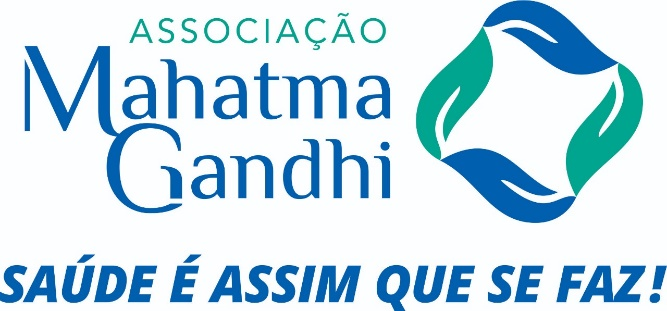 ASSOCIAÇÃO
Mahatma
Gandhi
SAÚDE É ASSIM QUE SE FAZ!